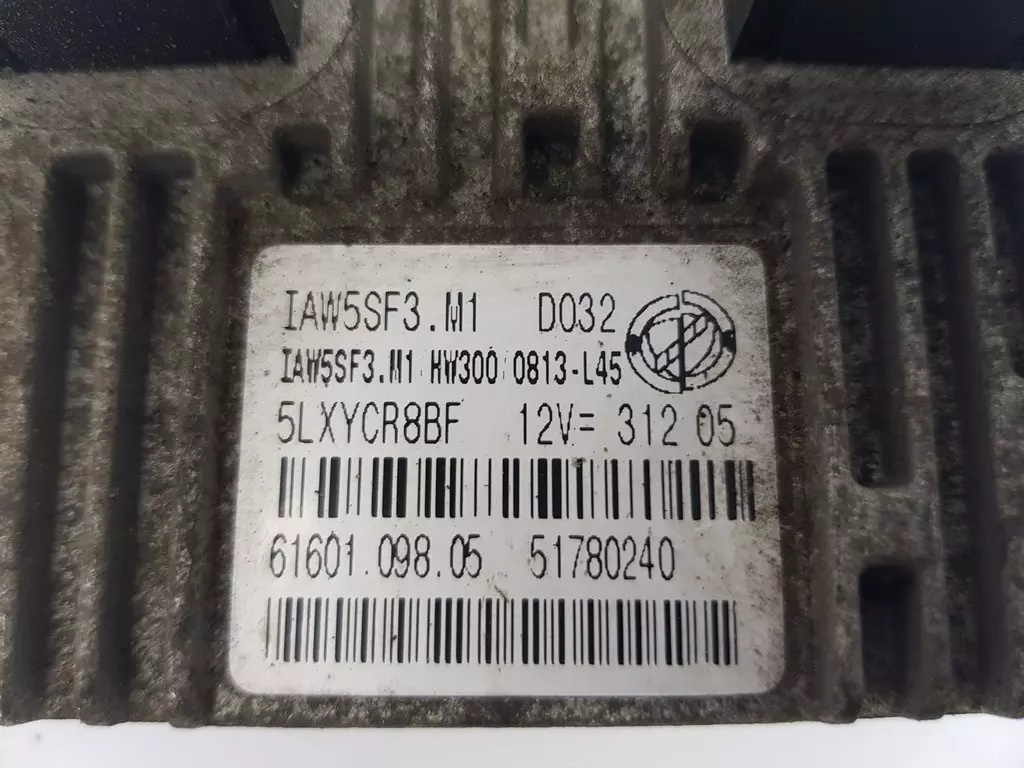 IAW5SF3.M1 D032
IAW5SF3.M1 HW300 0813-L45
5LXYCR8BF 12V= 312 05
61601.098.05 51780240